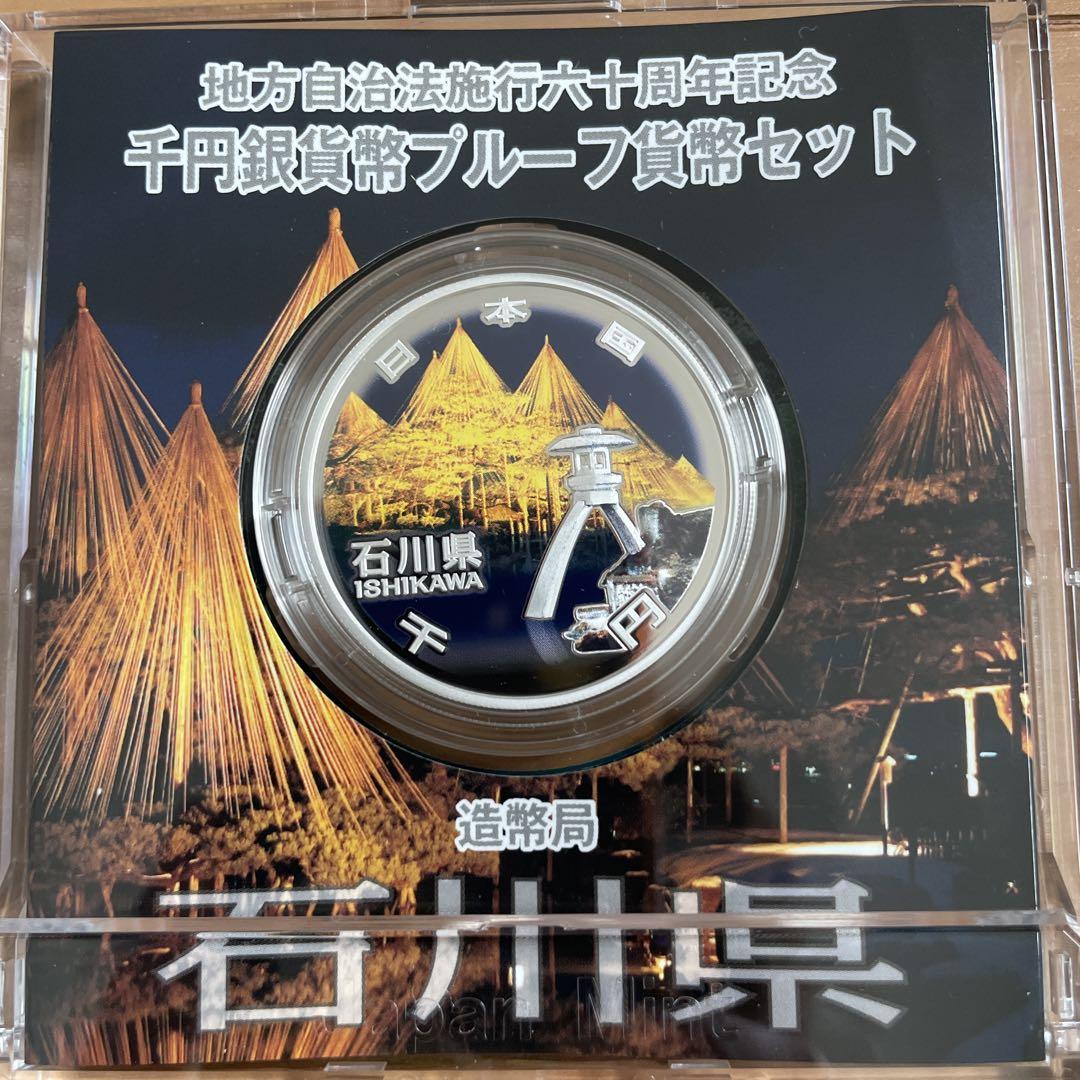 地方自治法施行六十周年記念
千円銀貨幣プルーフ貨幣セット
日本国
石川県
ISHIKAWA
千円
造幣局
石川県
Japan Mint